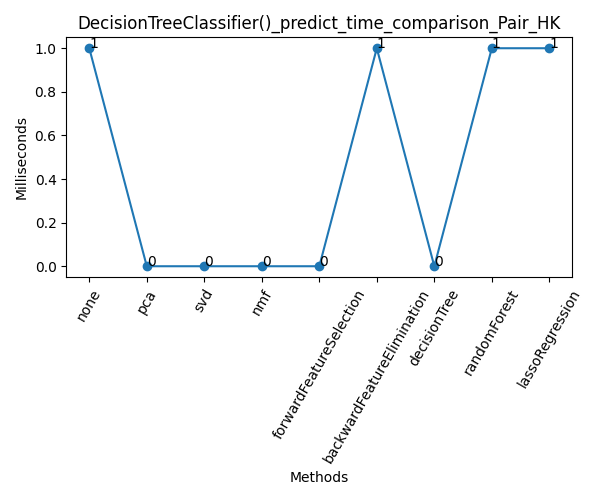 DecisionTreeClassifier()_predict_time_comparison_Pair_HK
Milliseconds
1.0
0.8
0.6
0.4
0.2
0.0
1
0
0
0
0
1
0
1
1
none
pca
svd
nmf
forwardFeatureSelection
backwardFeatureElimination
decisionTree
randomForest
lassoRegression
Methods